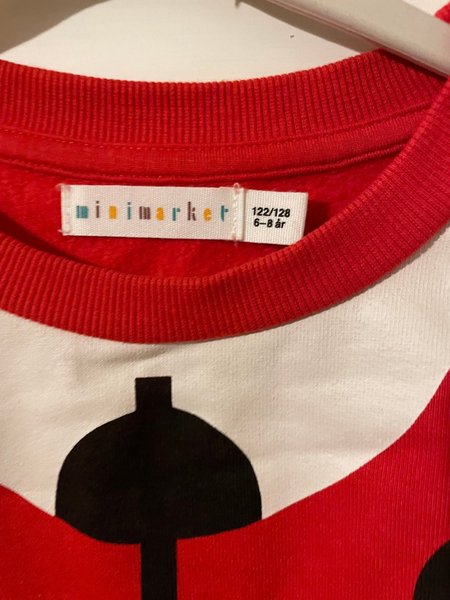 minimarket
122/128
6–8 år